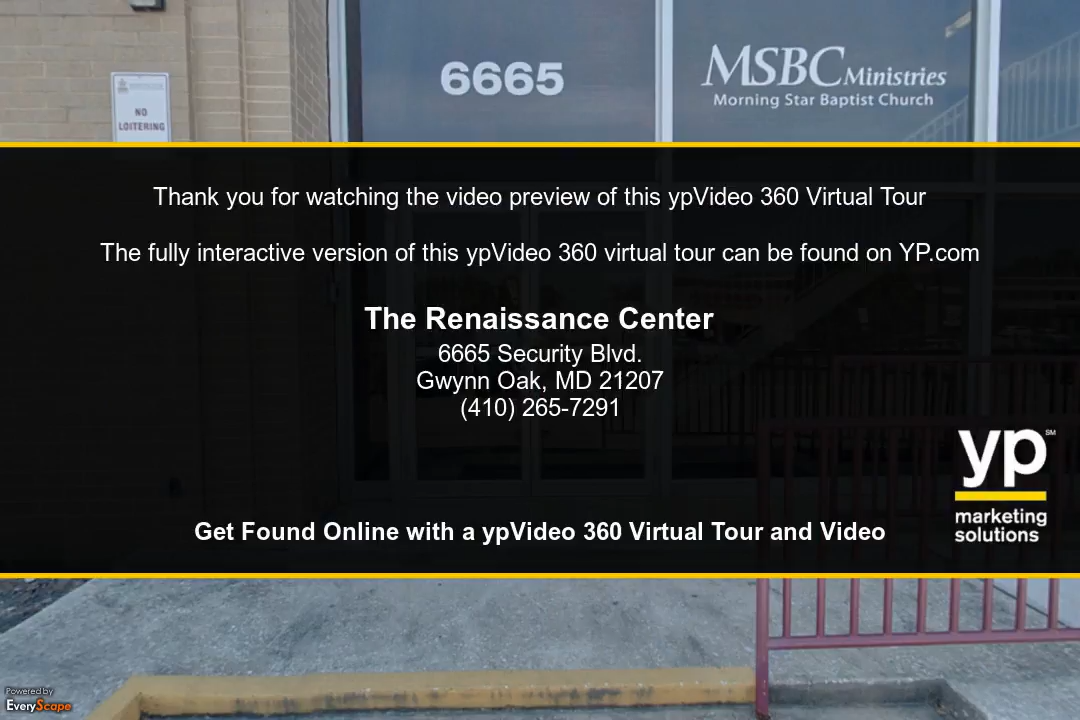 6665
MSBC Ministries
Morning Star Baptist Church
NO
LOITERING
Thank you for watching the video preview of this ypVideo 360 Virtual Tour
The fully interactive version of this ypVideo 360 virtual tour can be found on YP.com
The Renaissance Center
6665 Security Blvd.
Gwynn Oak, MD 21207
(410) 265-7291
yp SM
marketing
solutions
Get Found Online with a ypVideo 360 Virtual Tour and Video
Powered by
EveryScape